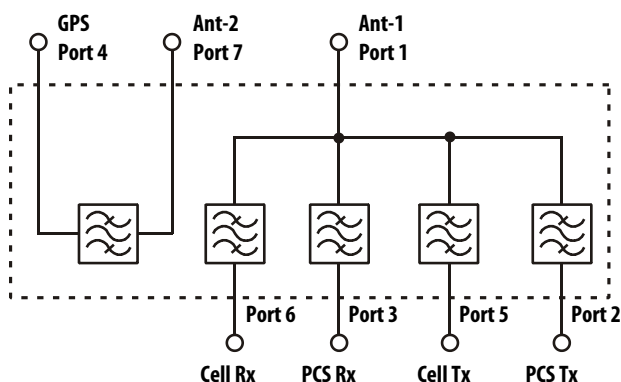 GPS
Port 4
Ant-2
Port 7
Ant-1
Port 1
Port 6
Port 3
Port 5
Port 2
Cell Rx
PCS Rx
Cell Tx
PCS Tx